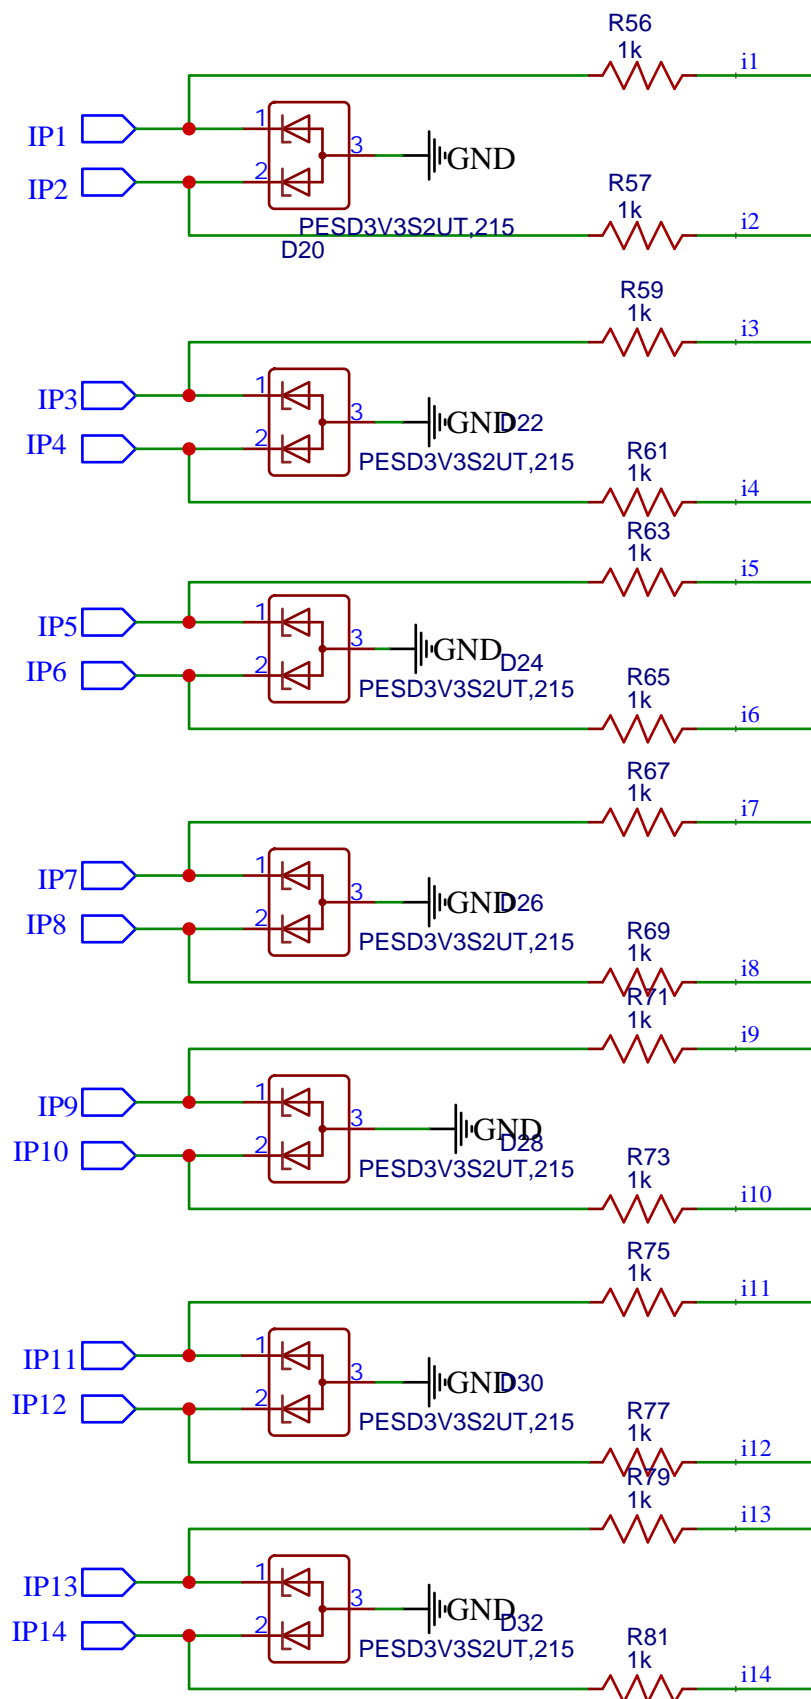 R56
1k
i1
IP1
1
3
GND
IP2
2
R57
1k
i2
PESD3V3S2UT,215
D20
R59
1k
i3
IP3
1
3
GND
D22
IP4
2
PESD3V3S2UT,215
R61
1k
i4
R63
1k
i5
IP5
1
3
GND
D24
IP6
2
PESD3V3S2UT,215
R65
1k
i6
R67
1k
i7
IP7
1
3
GND
D26
IP8
2
PESD3V3S2UT,215
R69
1k
i8
R71
1k
i9
IP9
1
3
GND
D28
IP10
2
PESD3V3S2UT,215
R73
1k
i10
R75
1k
i11
IP11
1
3
GND
D30
IP12
2
PESD3V3S2UT,215
R77
1k
i12
R79
1k
i13
IP13
1
3
GND
D32
IP14
2
PESD3V3S2UT,215
R81
1k
i14